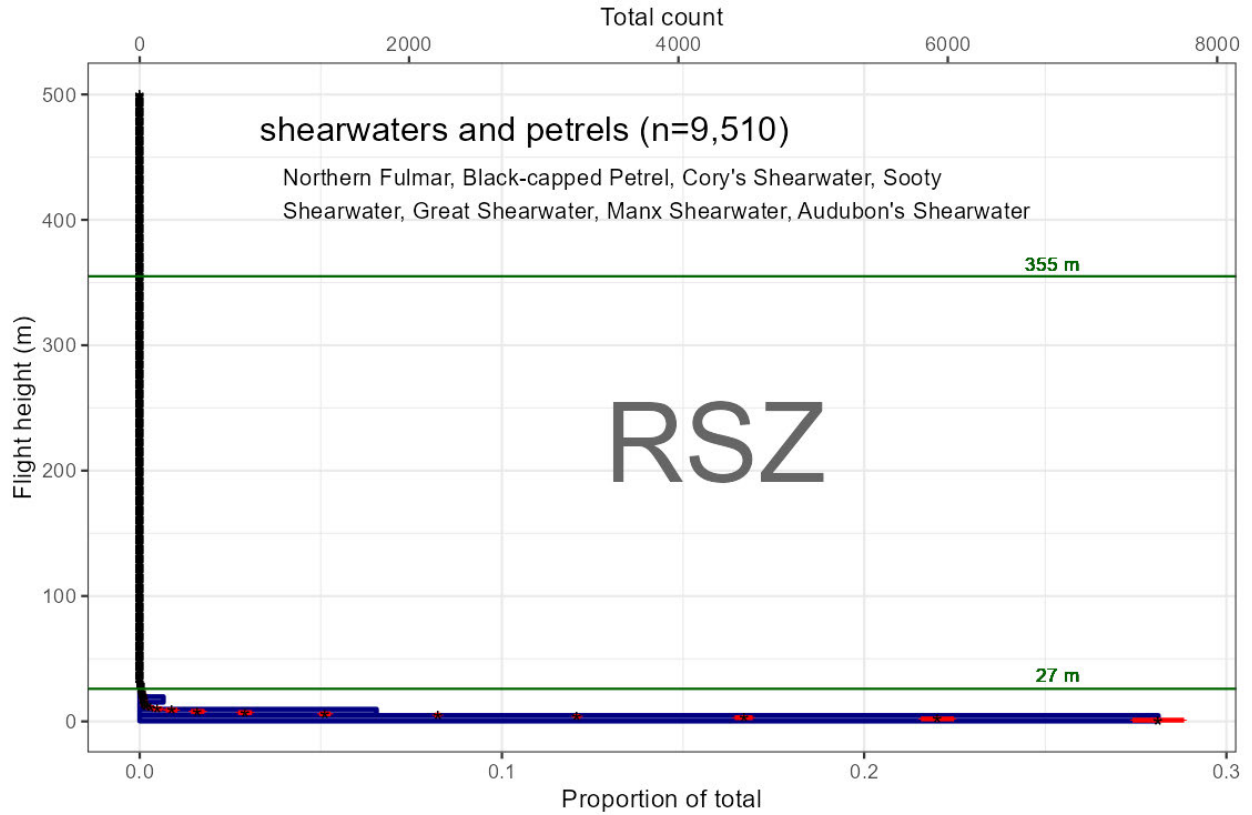 Total count
0 2000 4000 6000 8000
500
shearwaters and petrels (n=9,510)
Northern Fulmar, Black-capped Petrel, Cory's Shearwater, Sooty
Shearwater, Great Shearwater, Manx Shearwater, Audubon's Shearwater
400
355 m
Flight height (m)
300
RSZ
200
100
27 m
0
0.0 0.1 0.2 0.3
Proportion of total